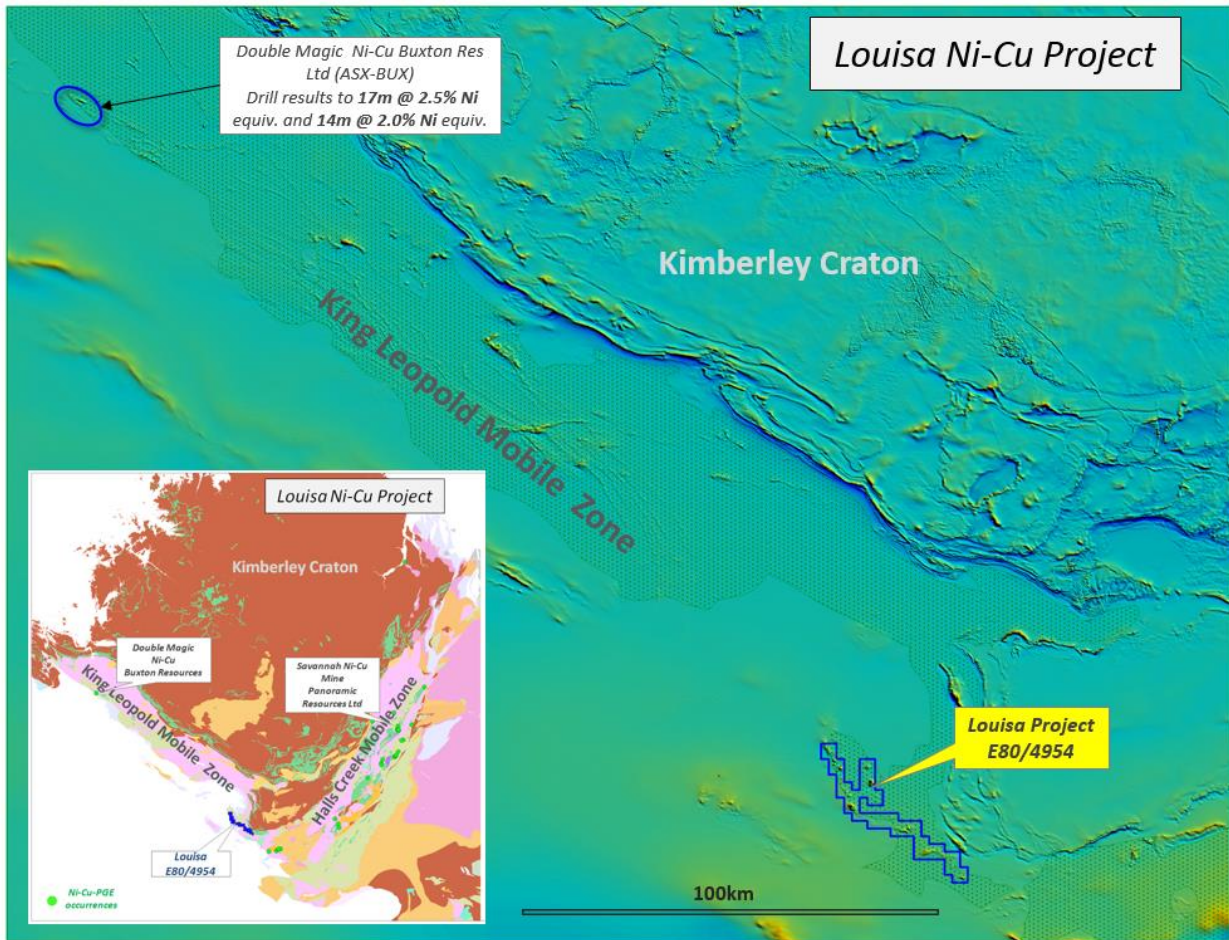 Louisa Ni-Cu Project
Double Magic Ni-Cu Buxton Res
Ltd (ASX-BUX)
Drill results to 17m @ 2.5% Ni
equiv. and 14m @ 2.0% Ni equiv.
Kimberley Craton
King Leopold Mobile Zone
Louisa Project
E80/4954
100km
Louisa Ni-Cu Project
Kimberley Craton
Double Magic
Ni-Cu
Buxton Resources
Savannah Ni-Cu
Mine
Panoramic
Resources Ltd
King Leopold Mobile Zone
Halls Creek Mobile Zone
Louisa
E80/4954
Ni-Cu-PGE
occurrences